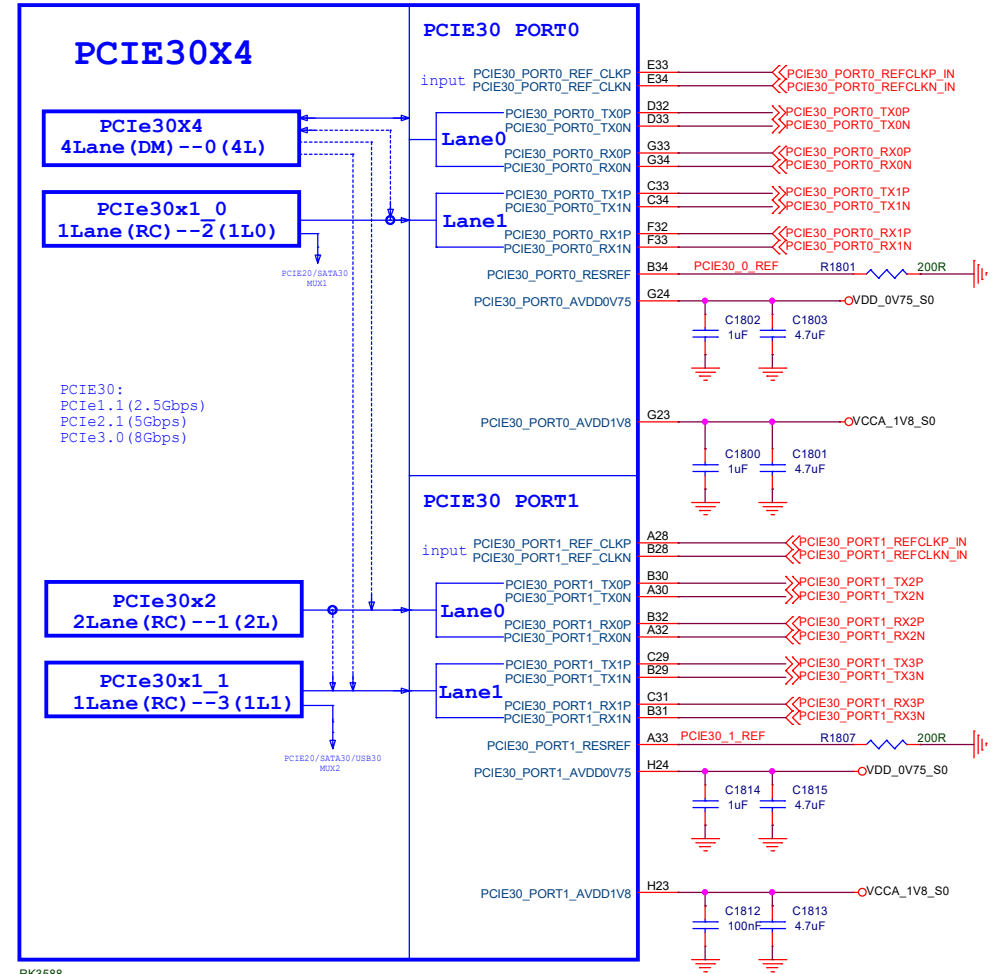 PCIE30X4
PCIe30X4
4Lane(DM)--0(4L)
PCIe30x1_0
1Lane(RC)--2(1L0)
PCIE20/SATA30
MUX1
PCIE30:
PCIe1.1(2.5Gbps)
PCIe2.1(5Gbps)
PCIe3.0(8Gbps)
PCIe30x2
2Lane(RC)--1(2L)
PCIe30x1_1
1Lane(RC)--3(1L1)
PCIE20/SATA30/USB30
MUX2
PCIE30 PORT0
input
PCIE30_PORT0_REF_CLKP E33 PCIE30_PORT0_REFCLKP_IN
PCIE30_PORT0_REF_CLKN E34 PCIE30_PORT0_REFCLKN_IN
Lane0
PCIE30_PORT0_TX0P D32 PCIE30_PORT0_TX0P
PCIE30_PORT0_TX0N D33 PCIE30_PORT0_TX0N
PCIE30_PORT0_RX0P G33 PCIE30_PORT0_RX0P
PCIE30_PORT0_RX0N G34 PCIE30_PORT0_RX0N
Lane1
PCIE30_PORT0_TX1P C33 PCIE30_PORT0_TX1P
PCIE30_PORT0_TX1N C34 PCIE30_PORT0_TX1N
PCIE30_PORT0_RX1P F32 PCIE30_PORT0_RX1P
PCIE30_PORT0_RX1N F33 PCIE30_PORT0_RX1N
PCIE30_PORT0_RESREF B34 PCIE30_0_REF R1801 200R
PCIE30_PORT0_AVDD0V75 G24 VDD_0V75_S0
C1802 C1803
1uF 4.7uF
PCIE30_PORT0_AVDD1V8 G23 VCCA_1V8_S0
C1800 C1801
1uF 4.7uF
PCIE30 PORT1
input
PCIE30_PORT1_REF_CLKP A28 PCIE30_PORT1_REFCLKP_IN
PCIE30_PORT1_REF_CLKN B28 PCIE30_PORT1_REFCLKN_IN
Lane0
PCIE30_PORT1_TX0P B30 PCIE30_PORT1_TX2P
PCIE30_PORT1_TX0N A30 PCIE30_PORT1_TX2N
PCIE30_PORT1_RX0P B32 PCIE30_PORT1_RX2P
PCIE30_PORT1_RX0N A32 PCIE30_PORT1_RX2N
Lane1
PCIE30_PORT1_TX1P C29 PCIE30_PORT1_TX3P
PCIE30_PORT1_TX1N B29 PCIE30_PORT1_TX3N
PCIE30_PORT1_RX1P C31 PCIE30_PORT1_RX3P
PCIE30_PORT1_RX1N B31 PCIE30_PORT1_RX3N
PCIE30_PORT1_RESREF A33 PCIE30_1_REF R1807 200R
PCIE30_PORT1_AVDD0V75 H24 VDD_0V75_S0
C1814 C1815
1uF 4.7uF
PCIE30_PORT1_AVDD1V8 H23 VCCA_1V8_S0
C1812 C1813
100nF 4.7uF
RK3588